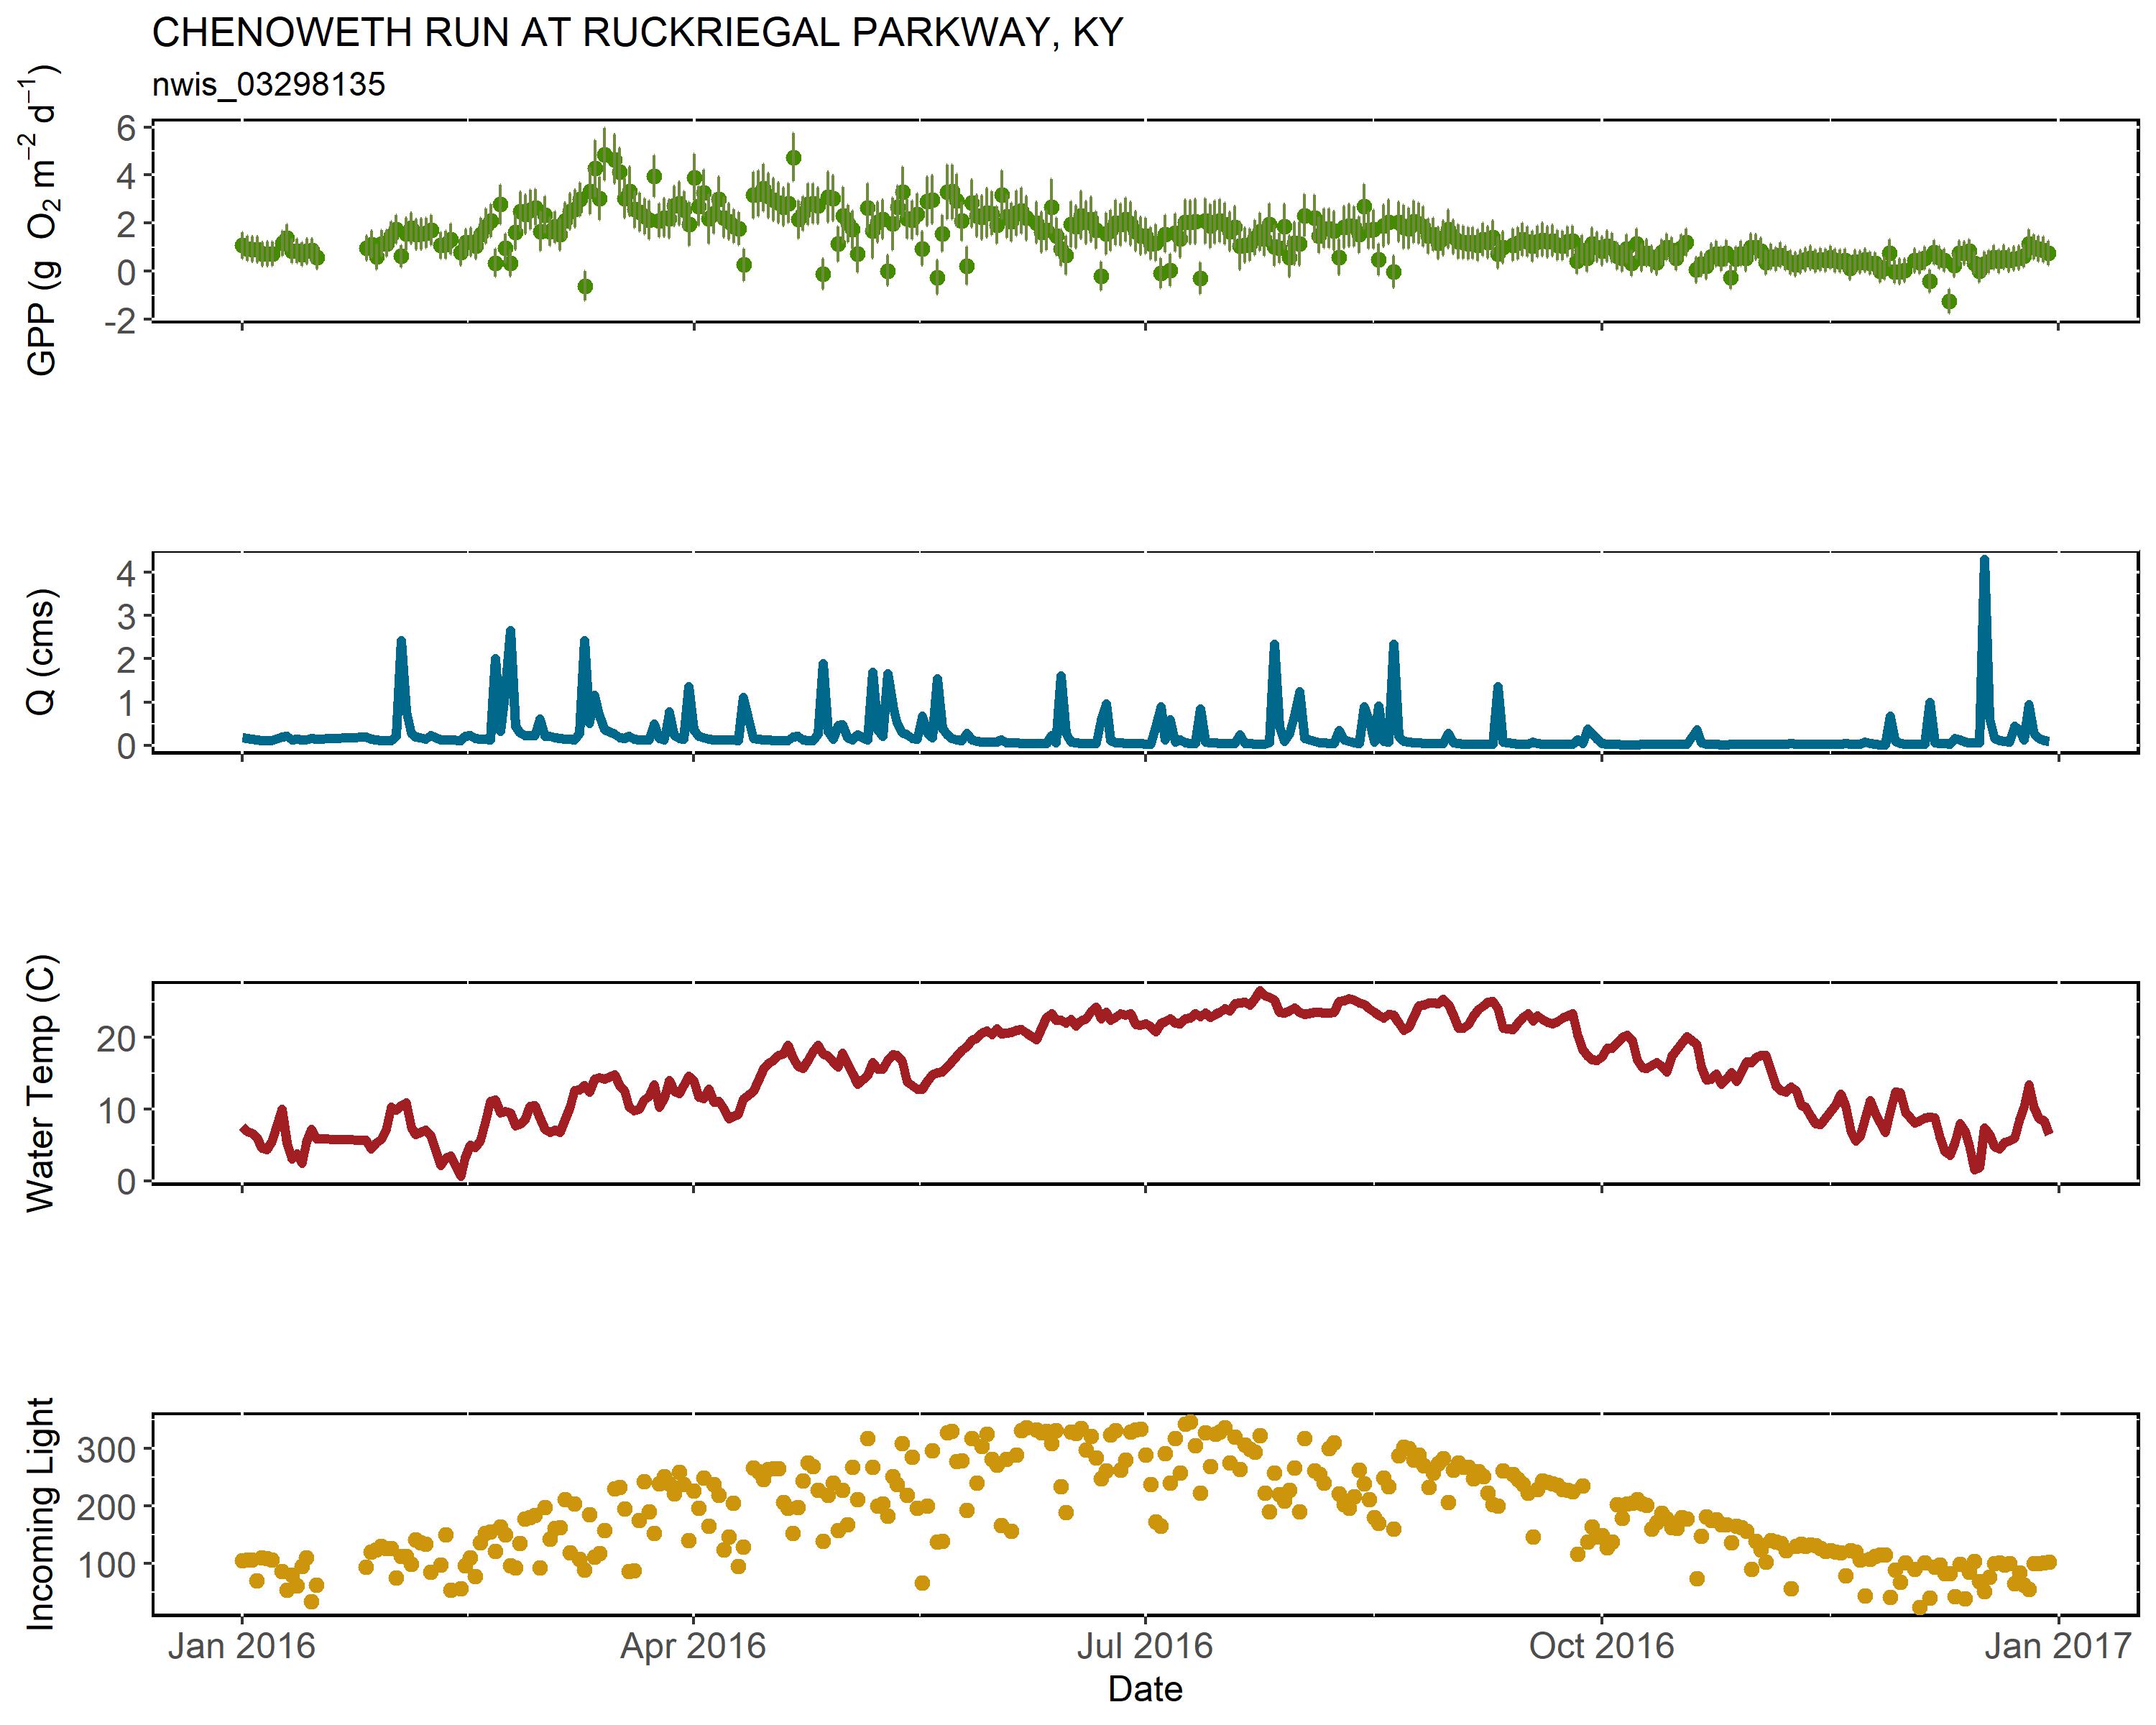 CHENOWETH RUN AT RUCKRIEGAL PARKWAY, KY
nwis_03298135
GPP (g O₂ m⁻² d⁻¹)
6
4
2
0
-2
Q (cms)
4
3
2
1
0
Water Temp (C)
20
10
0
Incoming Light
300
200
100
Jan 2016 Apr 2016 Jul 2016 Oct 2016 Jan 2017
Date